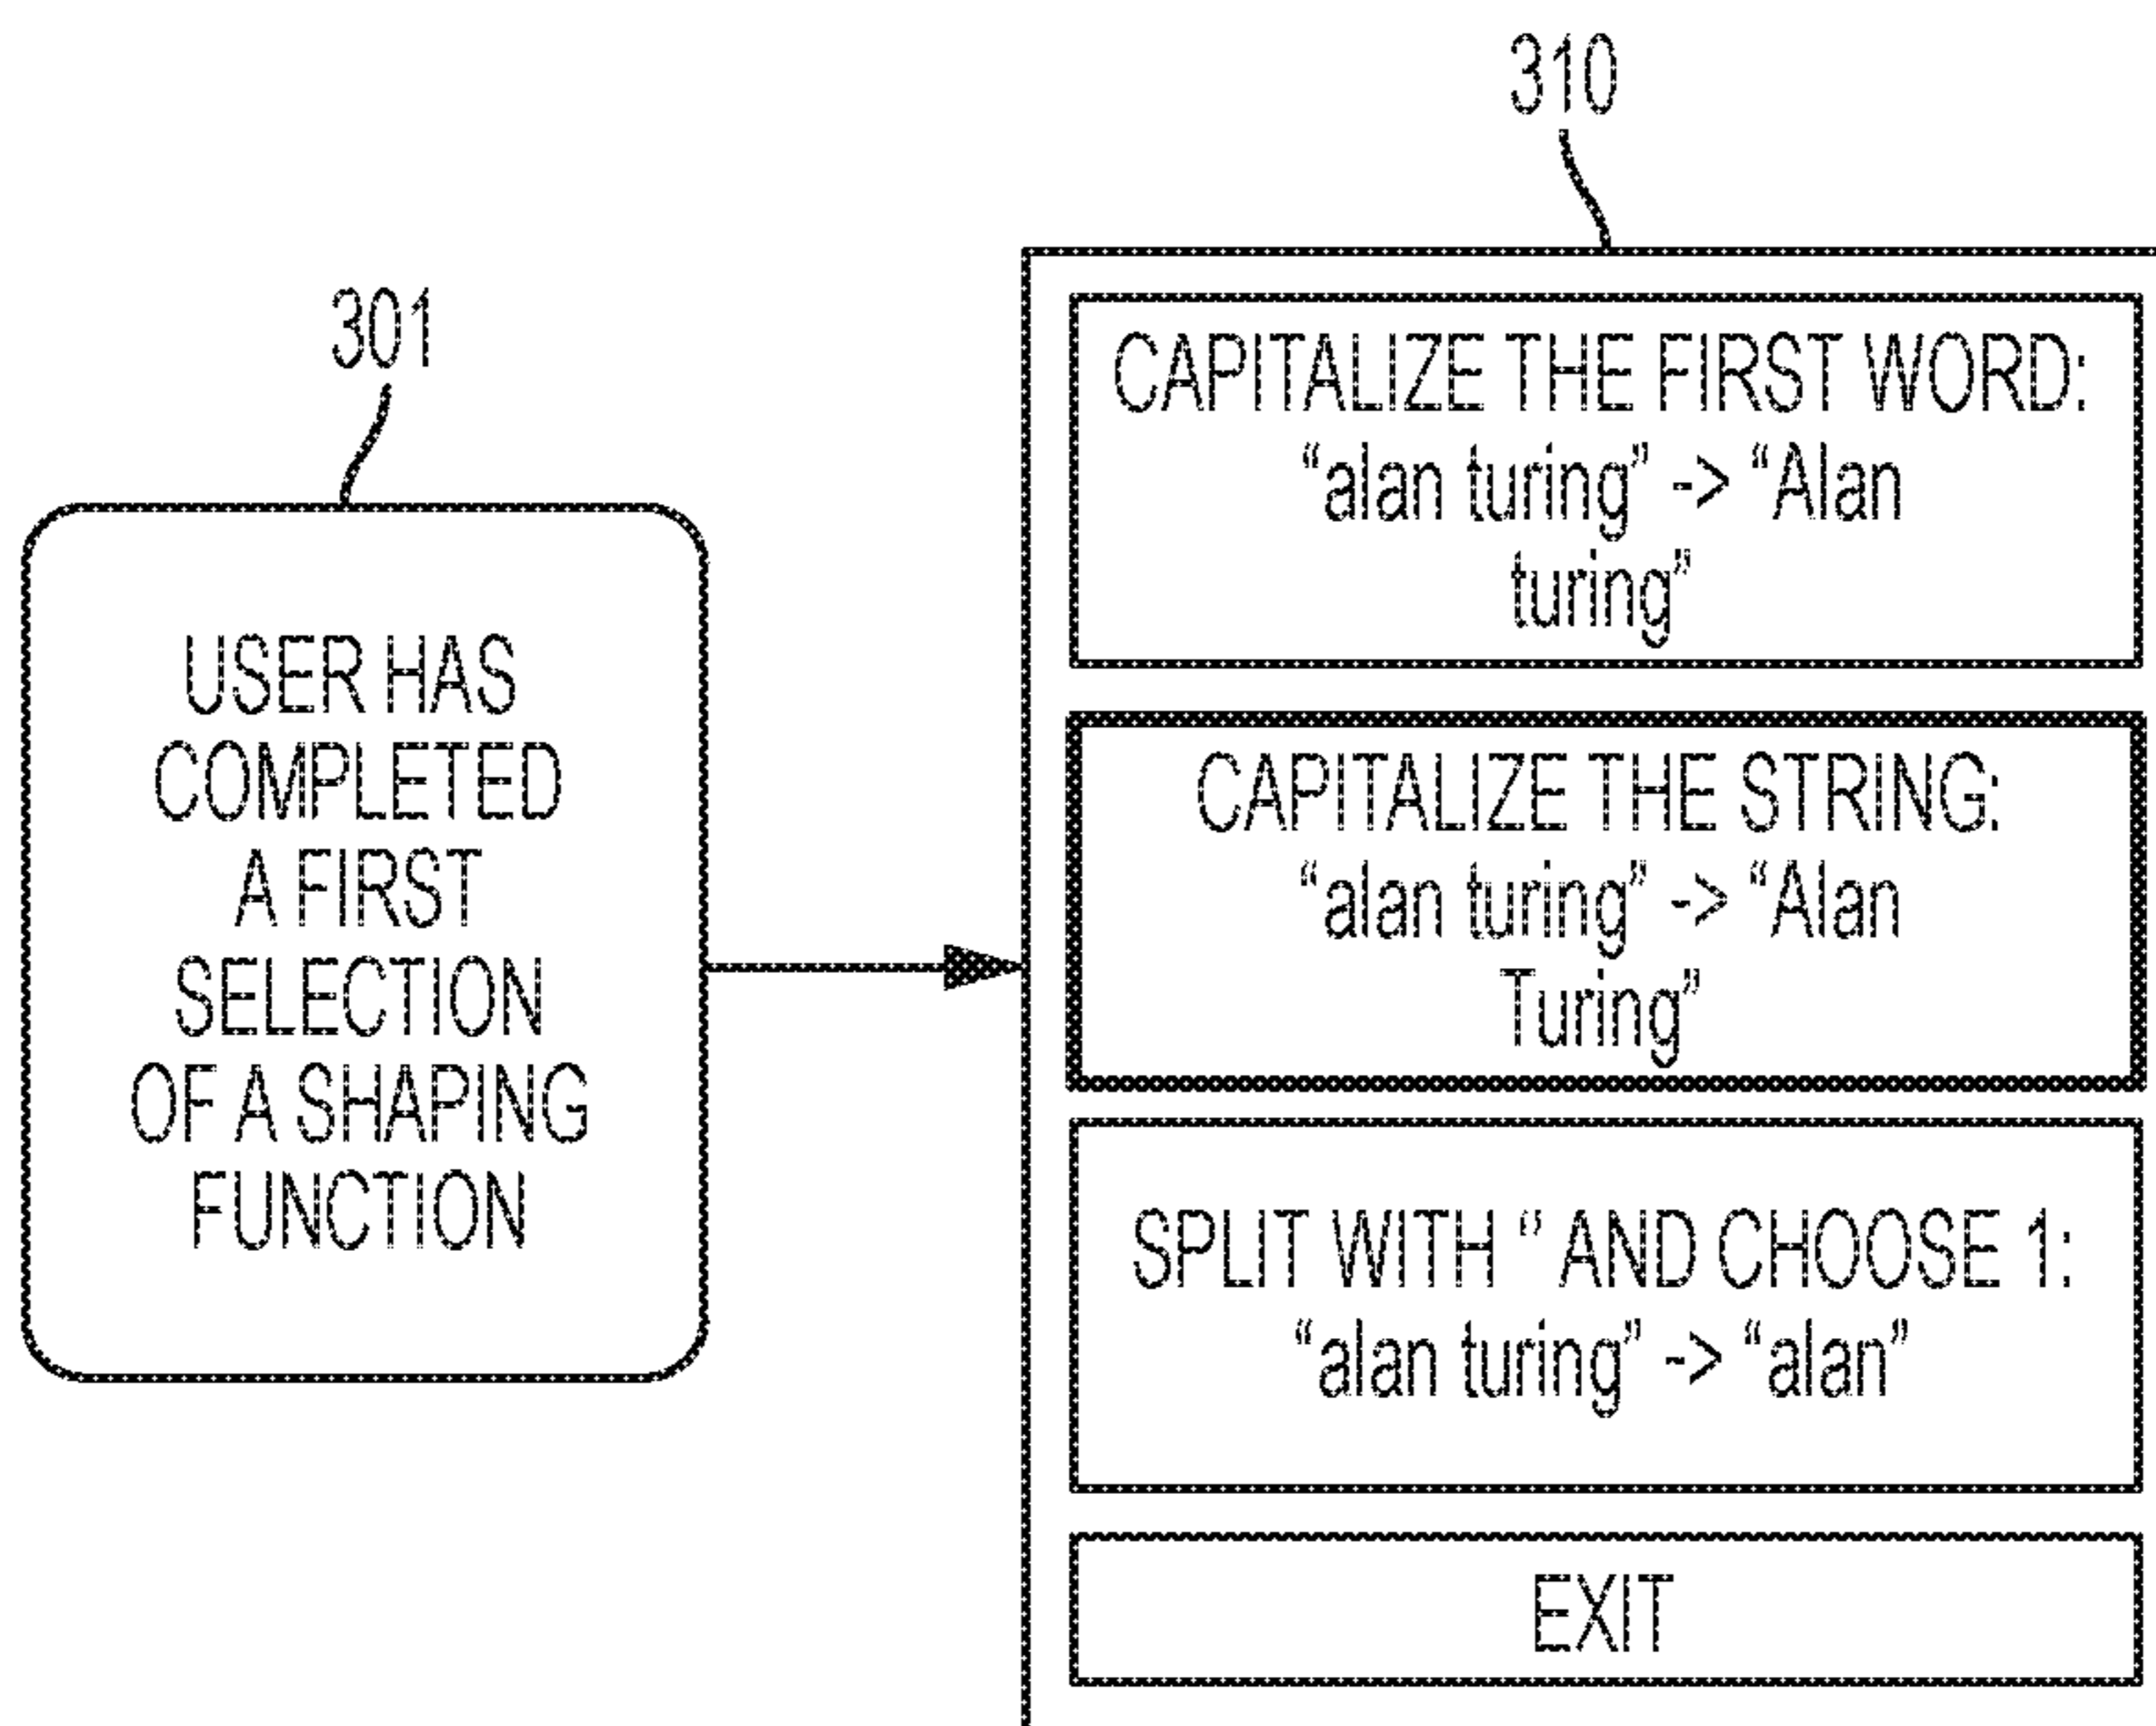 310
301
USER HAS
COMPLETED
A FIRST
SELECTION
OF A SHAPING
FUNCTION
CAPITALIZE THE FIRST WORD:
“alan turing” -> “Alan
turing”
CAPITALIZE THE STRING:
“alan turing” -> “Alan
Turing”
SPLIT WITH ‘’ AND CHOOSE 1:
“alan turing” -> “alan”
EXIT